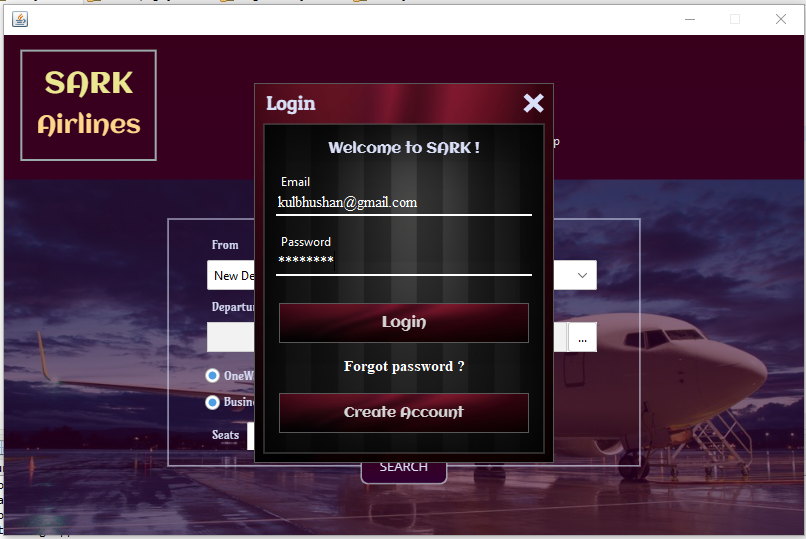 SARK
Airlines
Login
Welcome to SARK !
Email
kulbhushan@gmail.com
Password
********
Login
Forgot password ?
Create Account
From
New De
Departur
...
OneW
Busine
Seats
SEARCH